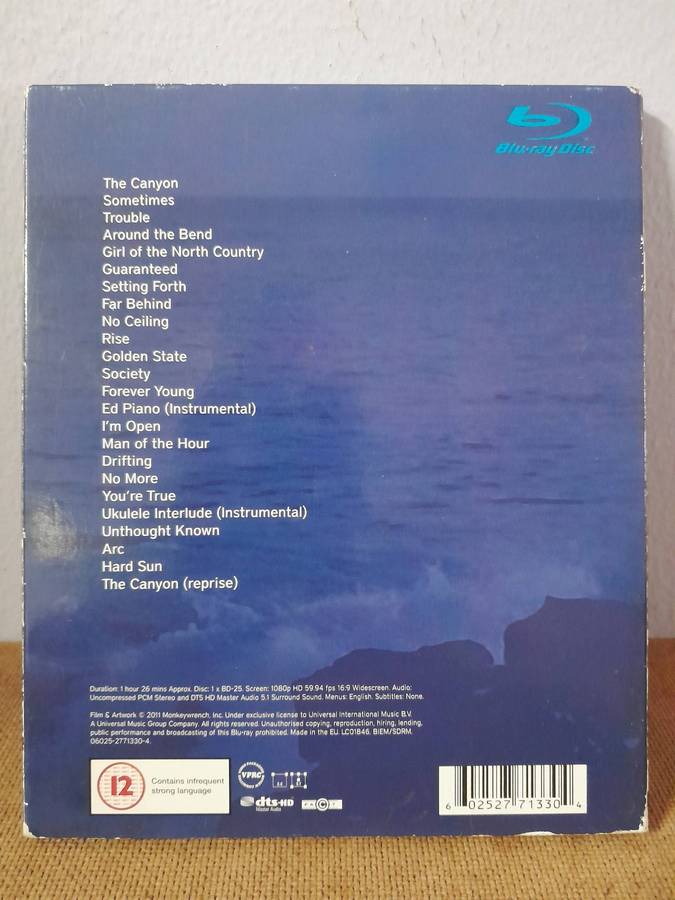 Blu-ray Disc
The Canyon
Sometimes
Trouble
Around the Bend
Girl of the North Country
Guaranteed
Setting Forth
Far Behind
No Ceiling
Rise
Golden State
Society
Forever Young
Ed Piano (Instrumental)
I'm Open
Man of the Hour
Drifting
No More
You're True
Ukulele Interlude (Instrumental)
Unthought Known
Arc
Hard Sun
The Canyon (reprise)
Duration: 1 hour 26 mins Approx. Disc: 1 x BD-25. Screen: 1080p HD 59.94 fps 16:9 Widescreen. Audio:
Uncompressed PCM Stereo and DTS HD Master Audio 5.1 Surround Sound. Menus: English. Subtitles: None.
Film & Artwork © 2011 Monkeywrench, Inc. Under exclusive license to Universal International Music B.V.
A Universal Music Group Company. All rights reserved. Unauthorised copying, reproduction, hiring, lending,
public performance and broadcasting of this Blu-ray prohibited. Made in the EU. LC01846. BIEM/SDRM.
06025-2771330-4.
12
Contains infrequent
strong language
VPRC
dts-HD
Master Audio
FACT
6 02527 71330 4